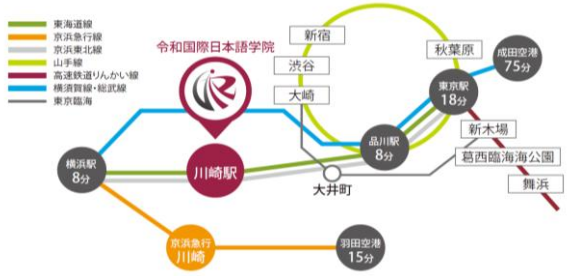 東海道線
京浜急行線
京浜東北線
山手線
高速鉄道りんかい線
横須賀線・総武線
東京臨海
令和国際日本語学院
新宿
渋谷
大崎
秋葉原
成田空港
75分
東京駅
18分
新木場
葛西臨海海公園
舞浜
品川駅
8分
大井町
横浜駅
8分
川崎駅
京浜急行
川崎
羽田空港
15分